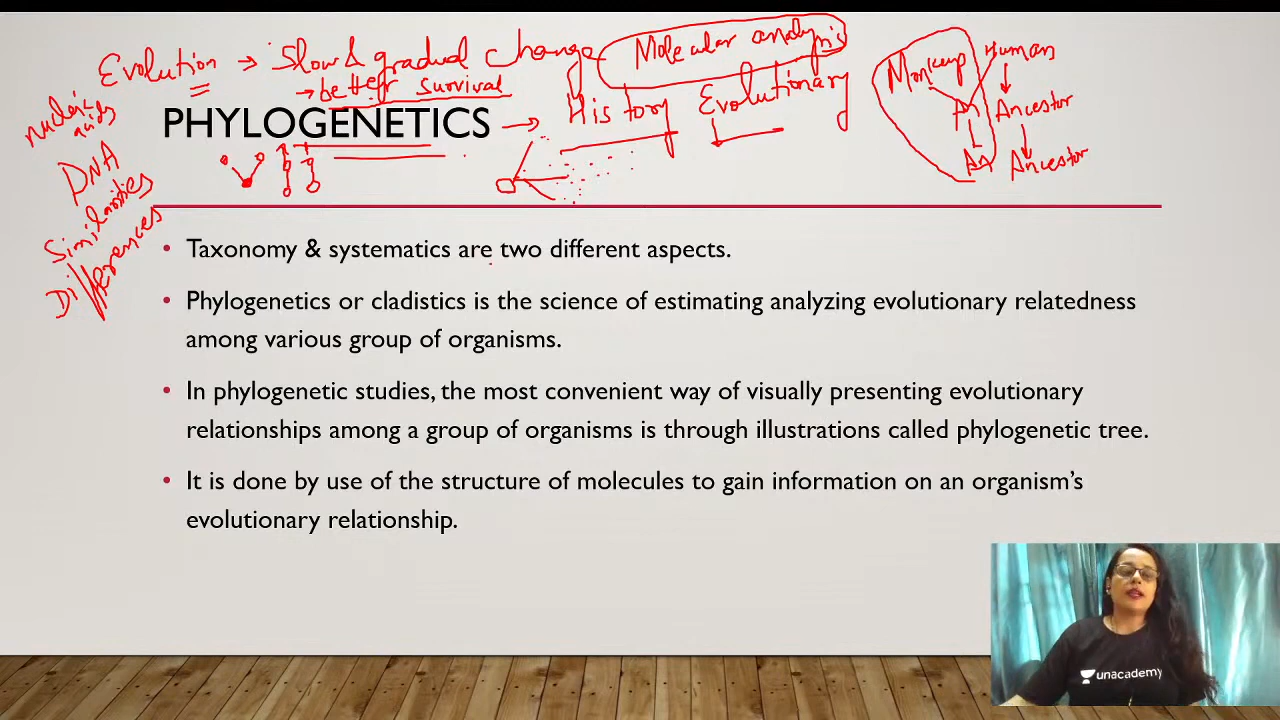 Evolution → Slow & gradual change
→ better survival
Molecular analysis
Monkeys
Human
An
Ancestor
AA
Ancestor
nucleic
acids
DNA
Similarities
Differences
PHYLOGENETICS → History Evolutionary
• Taxonomy & systematics are two different aspects.
• Phylogenetics or cladistics is the science of estimating analyzing evolutionary relatedness
among various group of organisms.
• In phylogenetic studies, the most convenient way of visually presenting evolutionary
relationships among a group of organisms is through illustrations called phylogenetic tree.
• It is done by use of the structure of molecules to gain information on an organism’s
evolutionary relationship.
unacademy